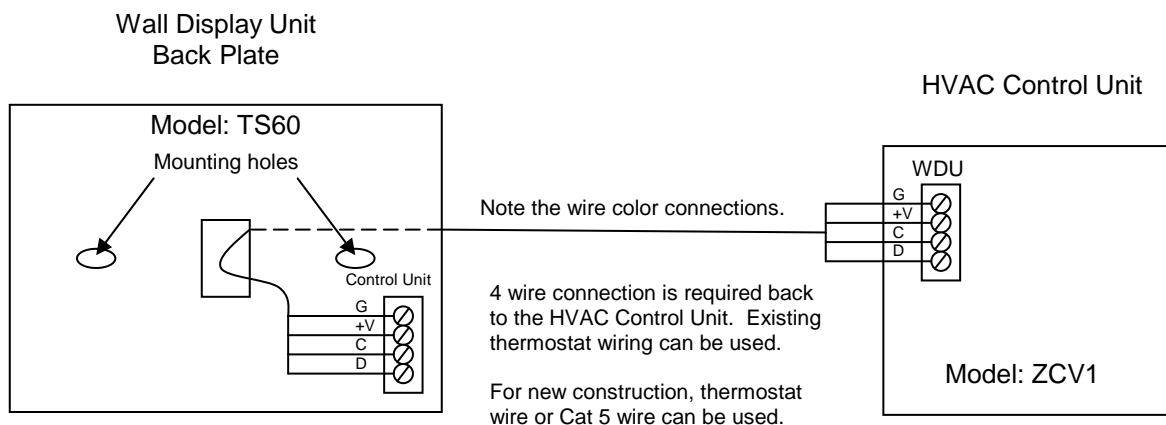 Wall Display Unit
Back Plate
HVAC Control Unit
Model: TS60
Mounting holes
WDU
G
+V
C
D
Note the wire color connections.
Control Unit
G
+V
C
D
4 wire connection is required back
to the HVAC Control Unit. Existing
thermostat wiring can be used.
For new construction, thermostat
wire or Cat 5 wire can be used.
Model: ZCV1